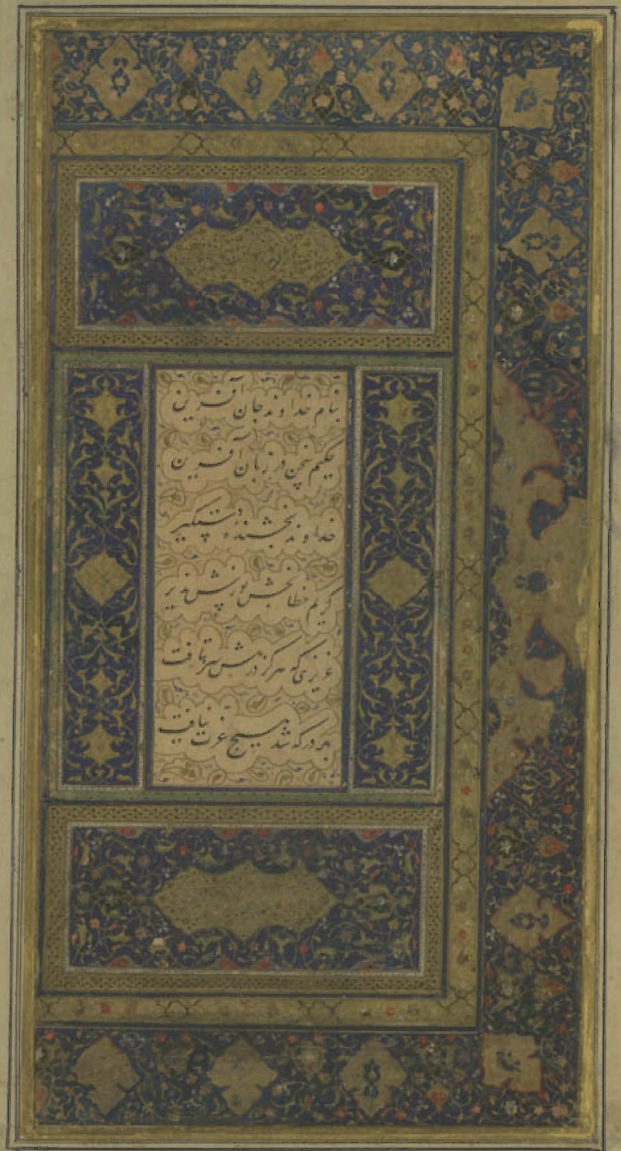 بنام خداوند جان آفرین
حکیم سخن در زبان آفرین
خداوند بخشنده دستگیر
کریم خطا بخش پوزش پذیر
عزیزی که هر کز درش سر بتافت
بهر در که شد هیچ عزت نیافت